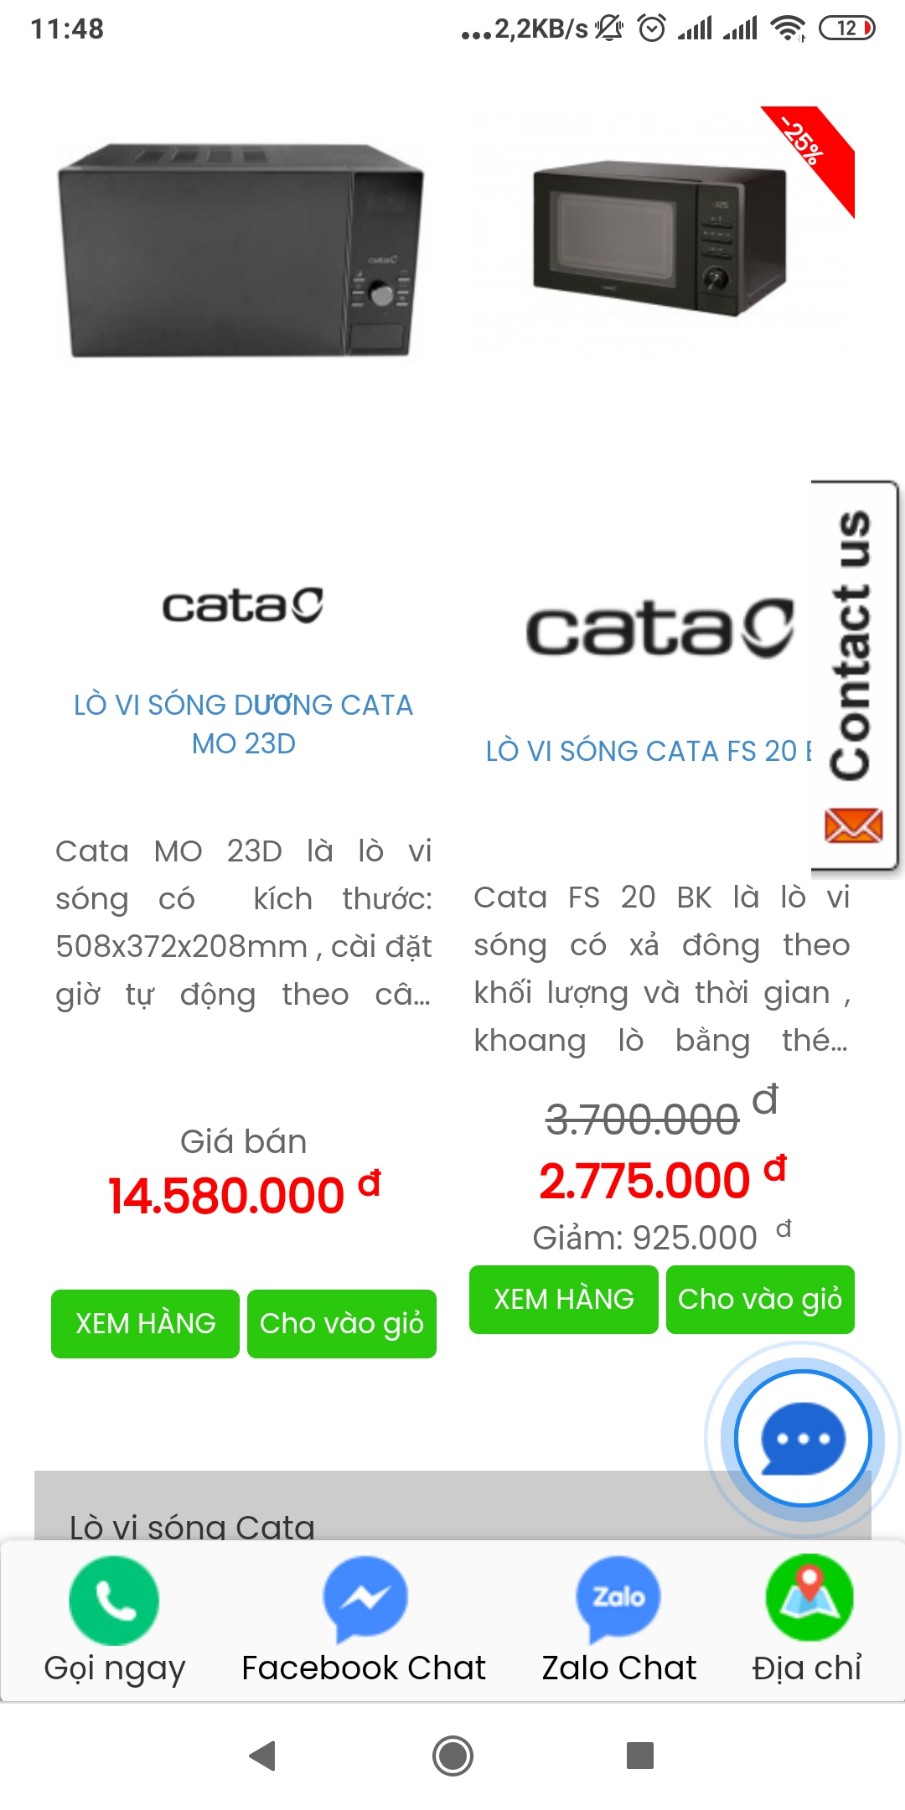 11:48
...2,2KB/s
12
-25%
cata
cata
cata
Contact us
LÒ VI SÓNG DƯƠNG CATA
MO 23D
Cata MO 23D là lò vi
sóng có kích thước:
508x372x208mm , cài đặt
giờ tự động theo câ...
Giá bán
14.580.000 đ
XEM HÀNG
Cho vào giỏ
LÒ VI SÓNG CATA FS 20
Cata FS 20 BK là lò vi
sóng có xả đông theo
khối lượng và thời gian ,
khoang lò bằng thé...
3.700.000 đ
2.775.000 đ
Giảm: 925.000 đ
XEM HÀNG
Cho vào giỏ
Lò vi sóng Cata
Zalo
Gọi ngay
Facebook Chat
Zalo Chat
Địa chỉ